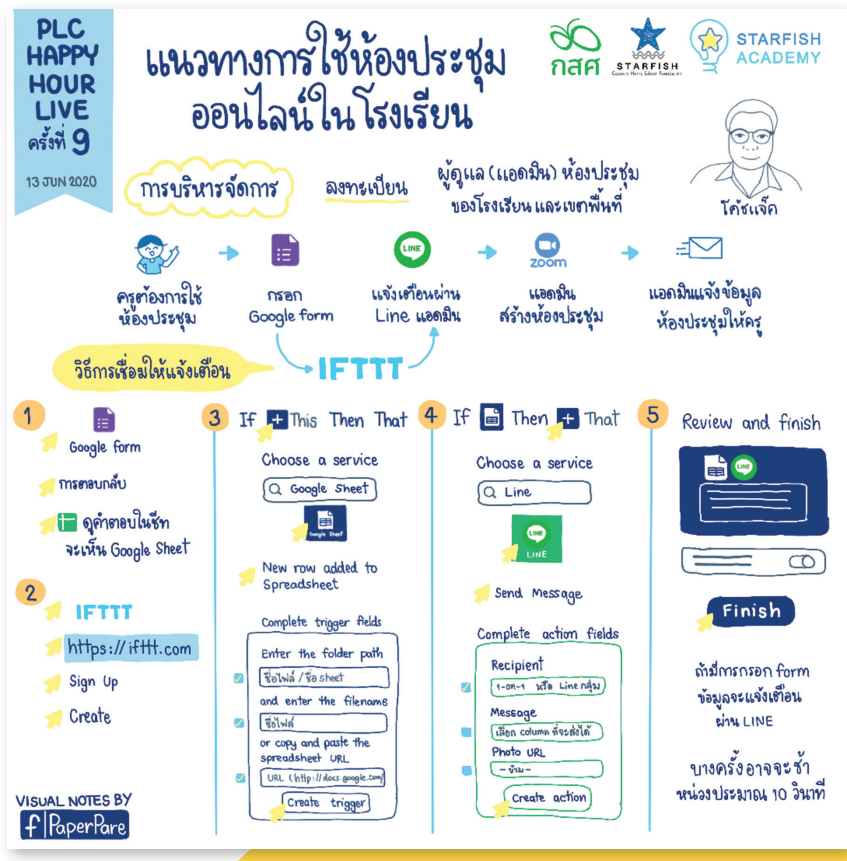 PLC
HAPPY
HOUR
LIVE
ครั้งที่ 9
13 JUN 2020
แนวทางการใช้ห้องประชุม
ออนไลน์ในโรงเรียน
กสศ
STARFISH
Country Home School Foundation
STARFISH
ACADEMY
การบริหารจัดการ
ลงทะเบียน
ผู้ดูแล (แอดมิน) ห้องประชุม
ของโรงเรียน และเขตพื้นที่
โค้ชแจ๊ค
ครูต้องการใช้
ห้องประชุม
กรอก
Google form
LINE
แจ้งเตือนผ่าน
Line แอดมิน
zoom
แอดมิน
สร้างห้องประชุม
แอดมินแจ้งข้อมูล
ห้องประชุมให้ครู
วิธีการเชื่อมให้แจ้งเตือน
IFTTT
1
Google form
การตอบกลับ
ดูคำตอบในชีท
จะเห็น Google Sheet
2
IFTTT
https://ifttt.com
Sign Up
Create
3 If + This Then That
Choose a service
Google Sheet
Google Sheet
New row added to
Spreadsheet
Complete trigger fields
Enter the folder path
ชื่อไฟล์ / ชื่อ sheet
and enter the filename
ชื่อไฟล์
or copy and paste the
spreadsheet URL
URL (http://docs.google.com)
Create trigger
4 If Then + That
Choose a service
Line
LINE
LINE
Send Message
Complete action fields
Recipient
1-on-1 หรือ Line กลุ่ม
Message
เลือก column ที่จะส่งได้
Photo URL
- ข้าม -
Create action
5 Review and finish
LINE
Finish
ถ้ามีการกรอก form
ข้อมูลจะแจ้งเตือน
ผ่าน LINE
บางครั้งอาจจะช้า
หน่วงประมาณ 10 วินาที
VISUAL NOTES BY
f PaperPare